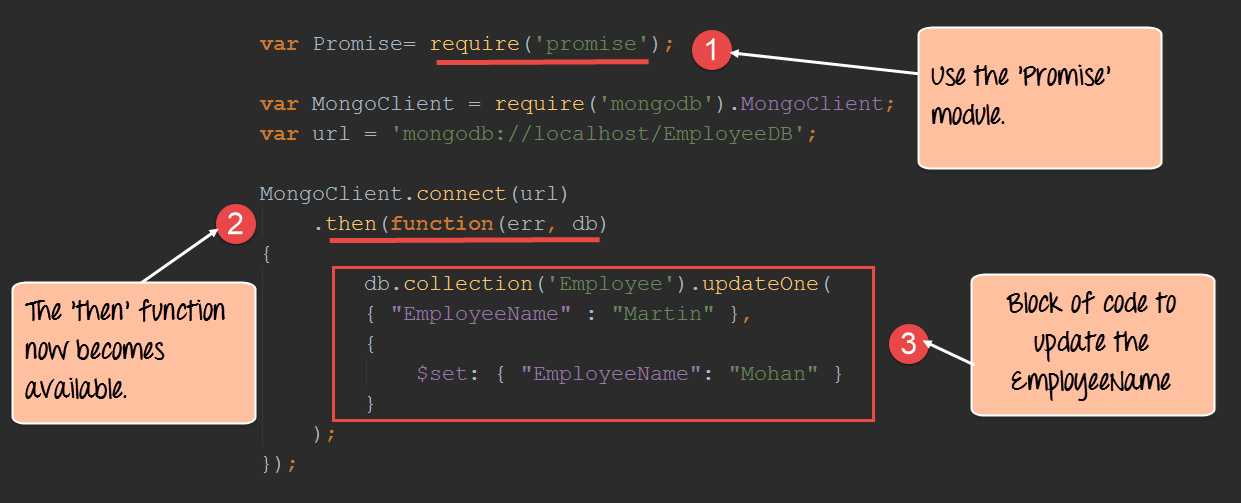 var Promise= require('promise');
1
Use the 'Promise'
module.
var MongoClient = require('mongodb').MongoClient;
var url = 'mongodb://localhost/EmployeeDB';
MongoClient.connect(url)
2
.then(function(err, db)
{
The 'then' function
now becomes
available.
db.collection('Employee').updateOne(
{ "EmployeeName" : "Martin" },
{
$set: { "EmployeeName": "Mohan" }
}
3
Block of code to
update the
EmployeeName
);
});